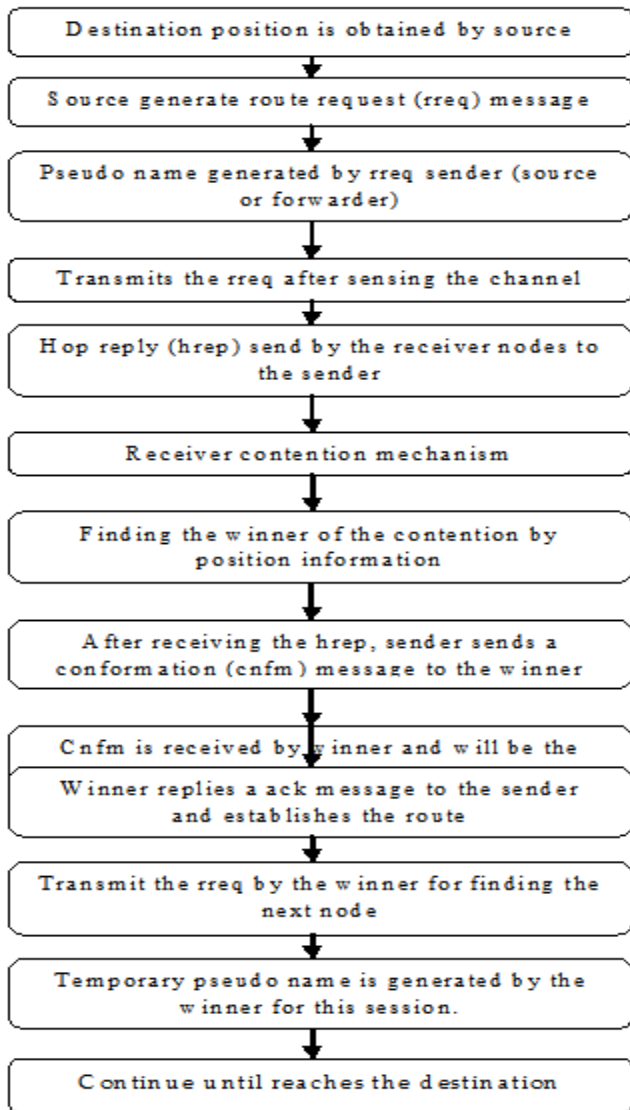 Destination position is obtained by source
Source generate route request (rreq) message
Pseudo name generated by rreq sender (source
or forwarder)
Transmits the rreq after sensing the channel
Hop reply (hrep) send by the receiver nodes to
the sender
Receiver contention mechanism
Finding the winner of the contention by
position information
After receiving the hrep, sender sends a
conformation (cnfm) message to the winner
Cnfm is received by winner and will be the
Winner replies a ack message to the sender
and establishes the route
Transmit the rreq by the winner for finding the
next node
Temporary pseudo name is generated by the
winner for this session.
Continue until reaches the destination